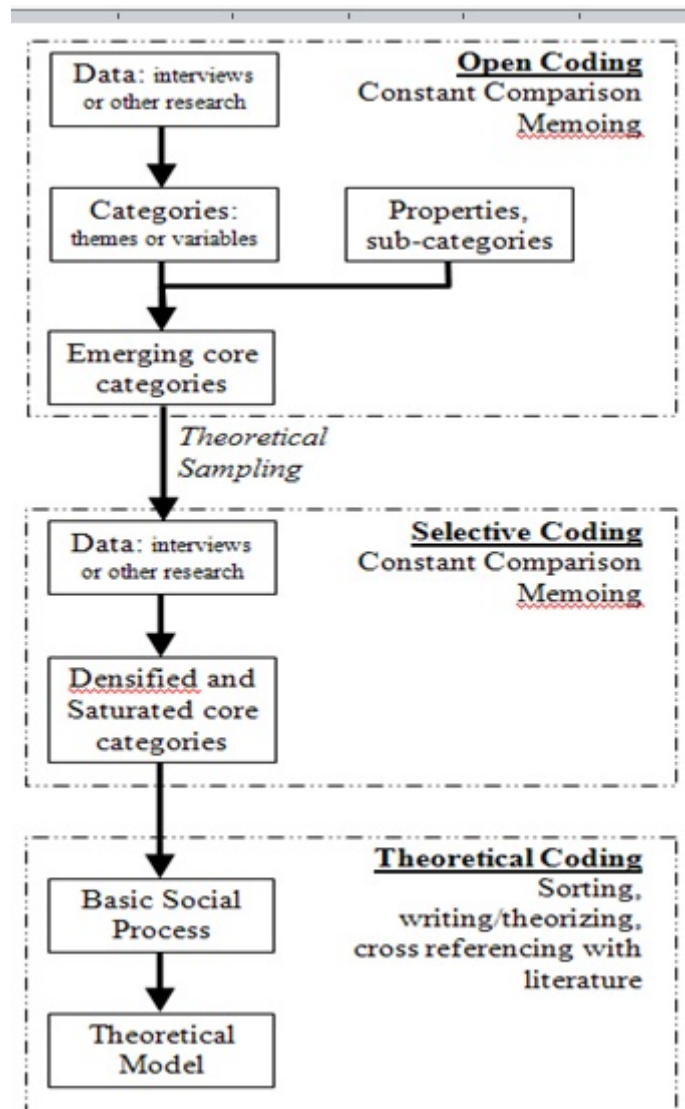 Data: interviews
or other research
Open Coding
Constant Comparison
Memoing
Categories:
themes or variables
Properties,
sub-categories
Emerging core
categories
Theoretical
Sampling
Data: interviews
or other research
Selective Coding
Constant Comparison
Memoing
Densified and
Saturated core
categories
Theoretical Coding
Sorting,
writing/theorizing,
cross referencing with
literature
Basic Social
Process
Theoretical
Model